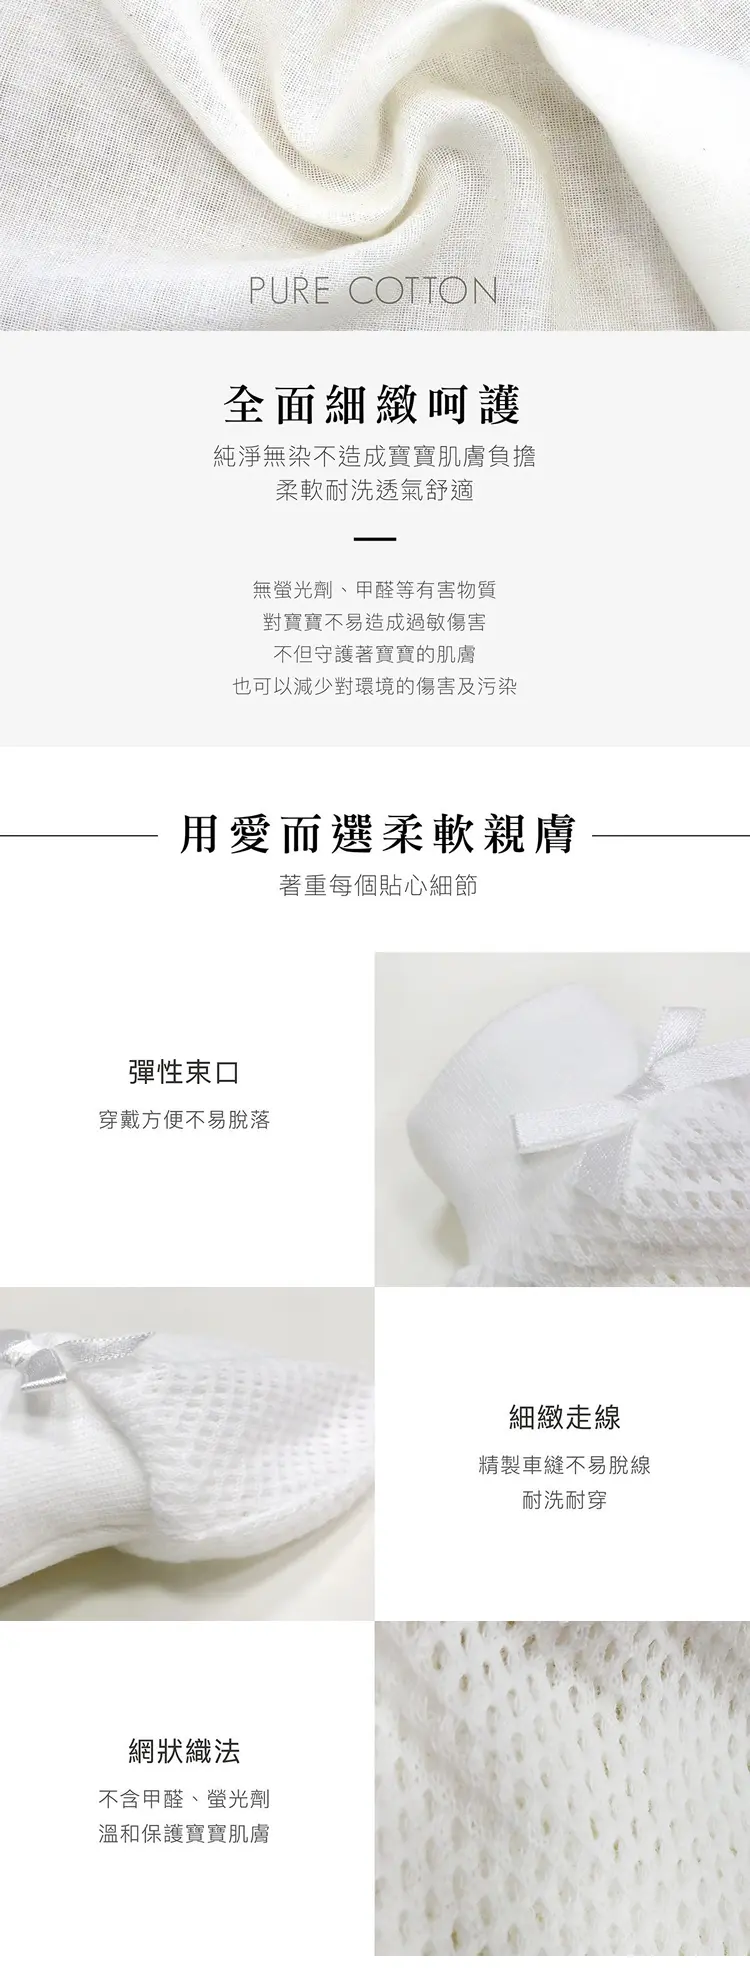 PURE COTTON
全面細緻呵護
純淨無染不造成寶寶肌膚負擔
柔軟耐洗透氣舒適
無螢光劑、甲醛等有害物質
對寶寶不易造成過敏傷害
不但守護著寶寶的肌膚
也可以減少對環境的傷害及污染
用愛而選柔軟親膚
著重每個貼心細節
彈性束口
穿戴方便不易脫落
細緻走線
精製車縫不易脫線
耐洗耐穿
網狀織法
不含甲醛、螢光劑
溫和保護寶寶肌膚